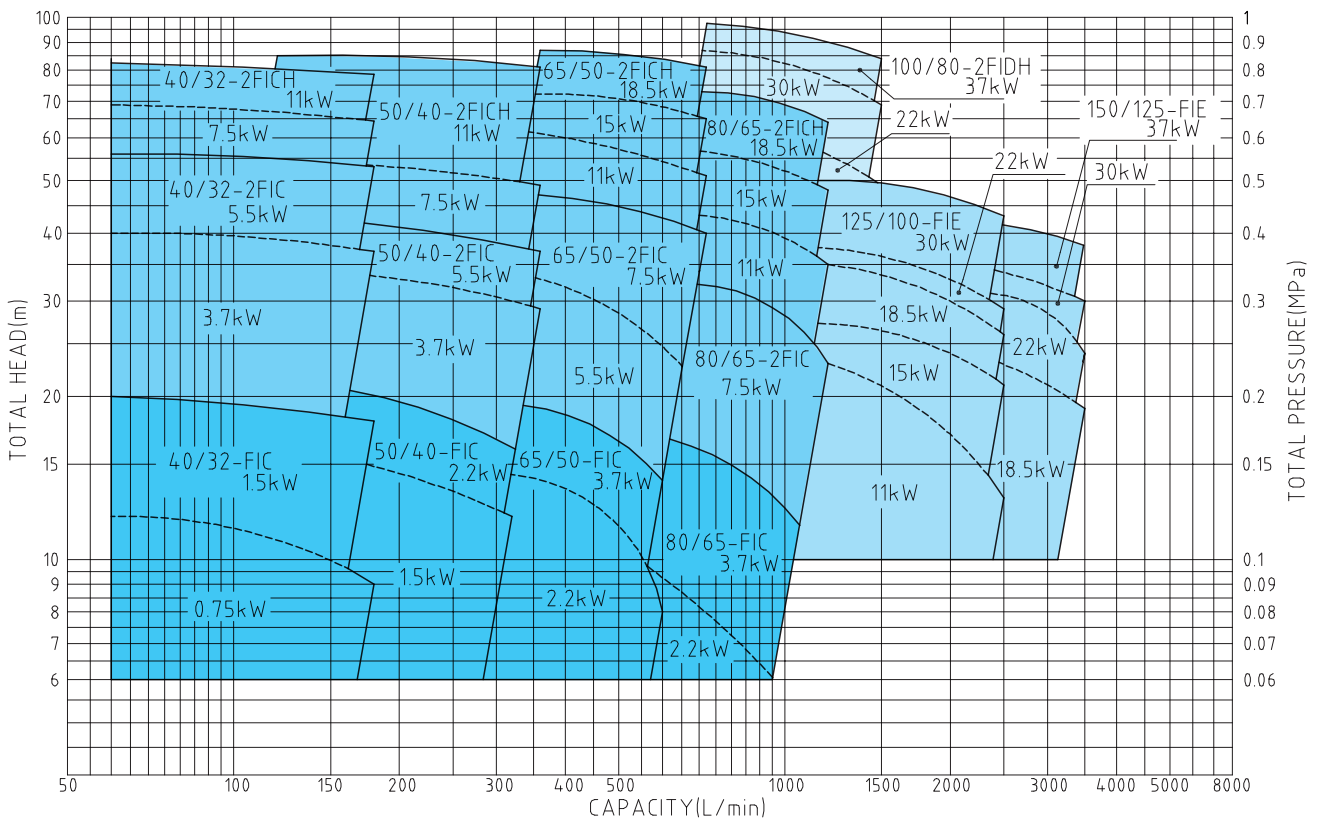 TOTAL HEAD(m)
100
90
80
70
60
50
40
30
20
15
10
9
8
7
6
40/32-2FICH
11kW
7.5kW
40/32-2FIC
5.5kW
3.7kW
40/32-FIC
1.5kW
0.75kW
50/40-2FICH
11kW
7.5kW
50/40-2FIC
5.5kW
3.7kW
50/40-FIC
2.2kW
1.5kW
65/50-2FICH
18.5kW
15kW
11kW
65/50-2FIC
7.5kW
5.5kW
65/50-FIC
3.7kW
2.2kW
30kW
80/65-2FICH
18.5kW
15kW
11kW
80/65-2FIC
7.5kW
80/65-FIC
3.7kW
2.2kW
100/80-2FIDH
37kW
22kW
125/100-FIE
30kW
22kW
18.5kW
15kW
11kW
150/125-FIE
37kW
30kW
22kW
18.5kW
1
0.9
0.8
0.7
0.6
0.5
0.4
0.3
0.2
0.15
0.1
0.09
0.08
0.07
0.06
TOTAL PRESSURE(MPa)
50 100 150 200 300 400 500 600 1000 1500 2000 3000 4000 5000 6000 8000
CAPACITY(L/min)